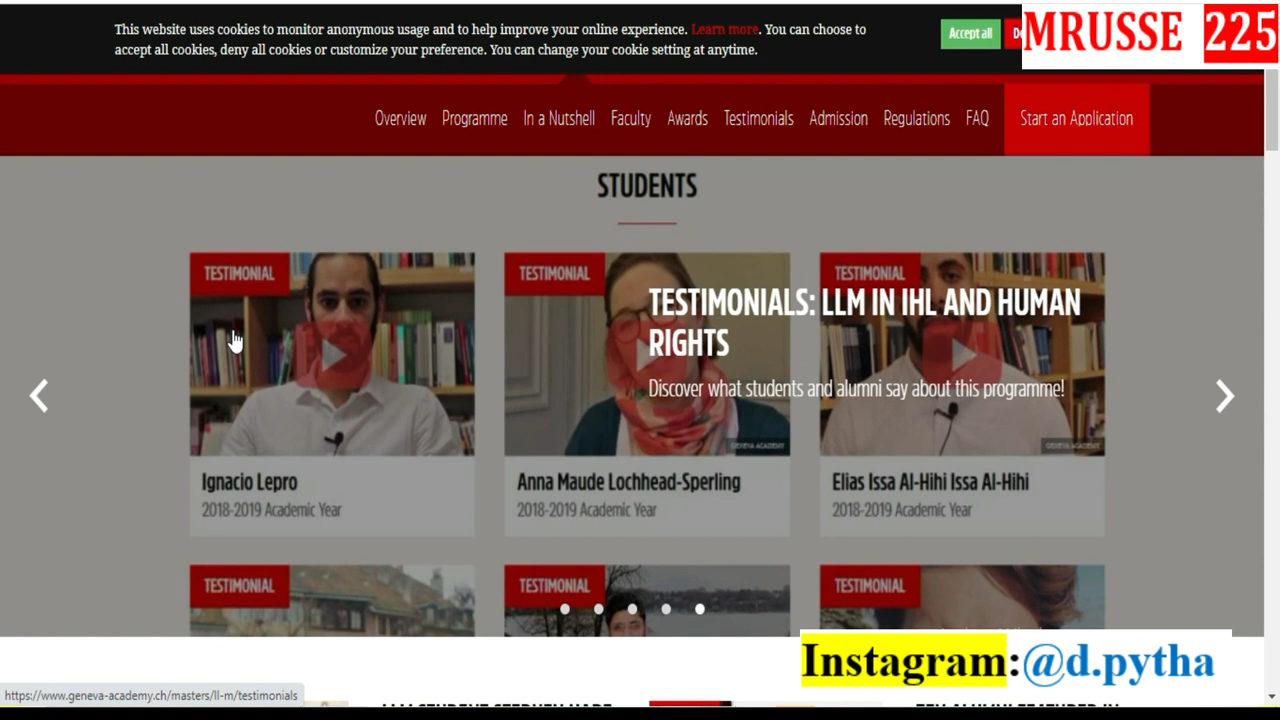 This website uses cookies to monitor anonymous usage and to help improve your online experience. Learn more. You can choose to
accept all cookies, deny all cookies or customize your preference. You can change your cookie setting at anytime.
Accept all
MRUSSE 225
Overview Programme In a Nutshell Faculty Awards Testimonials Admission Regulations FAQ Start an Application
STUDENTS
TESTIMONIAL TESTIMONIAL TESTIMONIAL
TESTIMONIALS: LLM IN IHL AND HUMAN
RIGHTS
Discover what students and alumni say about this programme!
GENEVA ACADEMY GENEVA ACADEMY
Ignacio Lepro Anna Maude Lochhead-Sperling Elias Issa Al-Hihi Issa Al-Hihi
2018-2019 Academic Year 2018-2019 Academic Year 2018-2019 Academic Year
TESTIMONIAL TESTIMONIAL TESTIMONIAL
Instagram:@d.pytha
https://www.geneva-academy.ch/masters/ll-m/testimonials